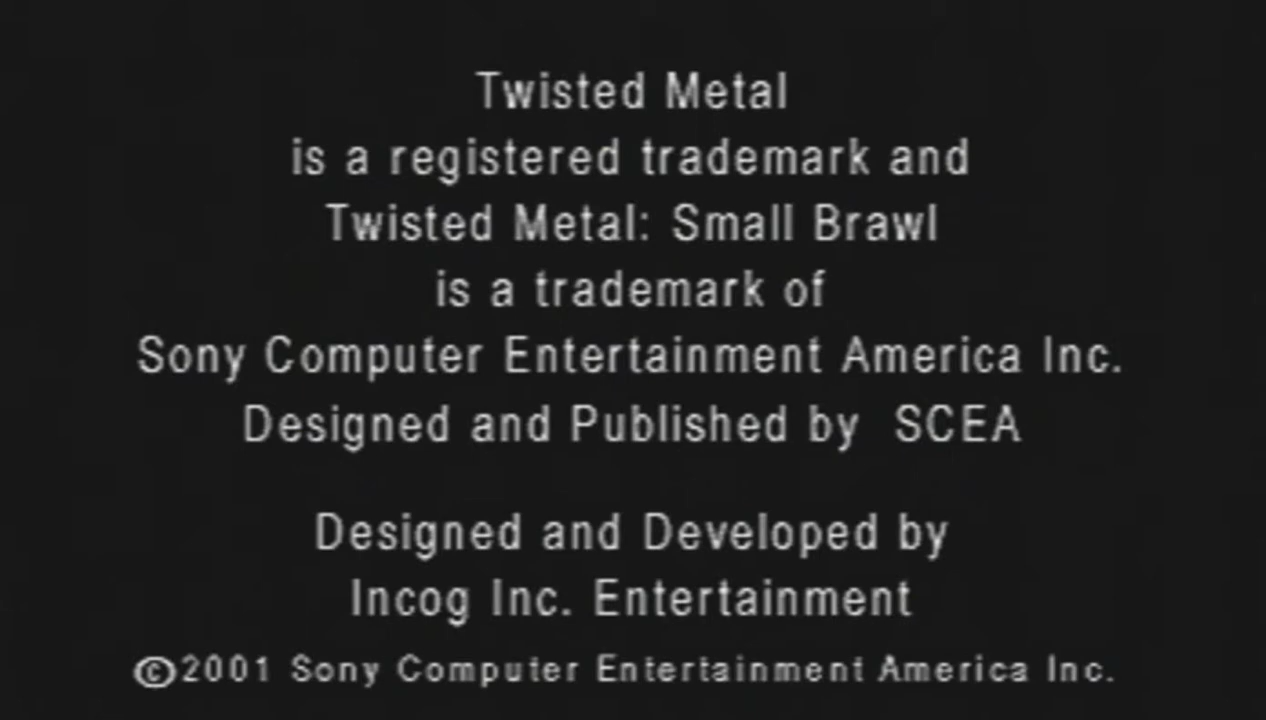 Twisted Metal
is a registered trademark and
Twisted Metal: Small Brawl
is a trademark of
Sony Computer Entertainment America Inc.
Designed and Published by SCEA
Designed and Developed by
Incog Inc. Entertainment
©2001 Sony Computer Entertainment America Inc.